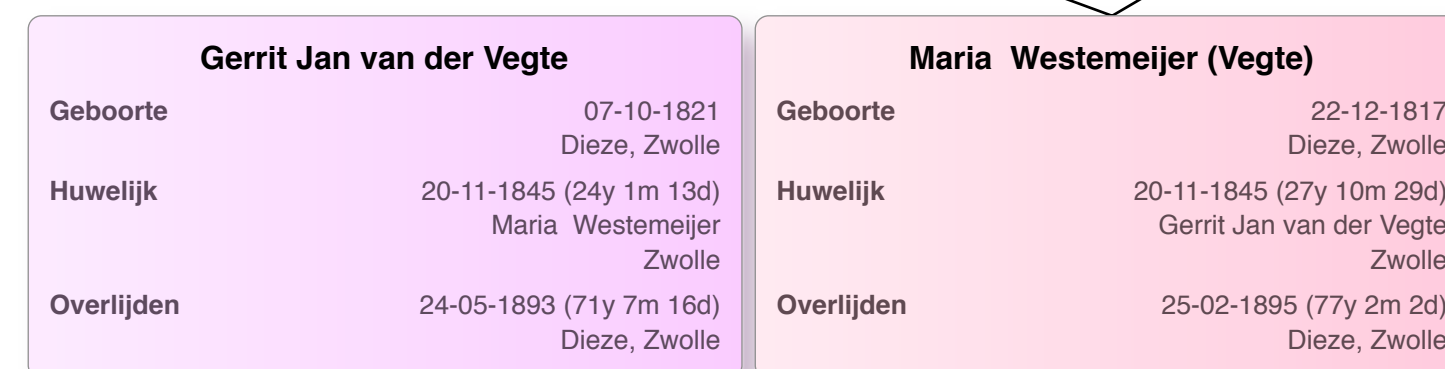 Gerrit Jan van der Vegte
Geboorte 07-10-1821
Dieze, Zwolle
Huwelijk 20-11-1845 (24y 1m 13d)
Maria Westemeijer
Zwolle
Overlijden 24-05-1893 (71y 7m 16d)
Dieze, Zwolle
Maria Westemeijer (Vegte)
Geboorte 22-12-1817
Dieze, Zwolle
Huwelijk 20-11-1845 (27y 10m 29d)
Gerrit Jan van der Vegte
Zwolle
Overlijden 25-02-1895 (77y 2m 2d)
Dieze, Zwolle